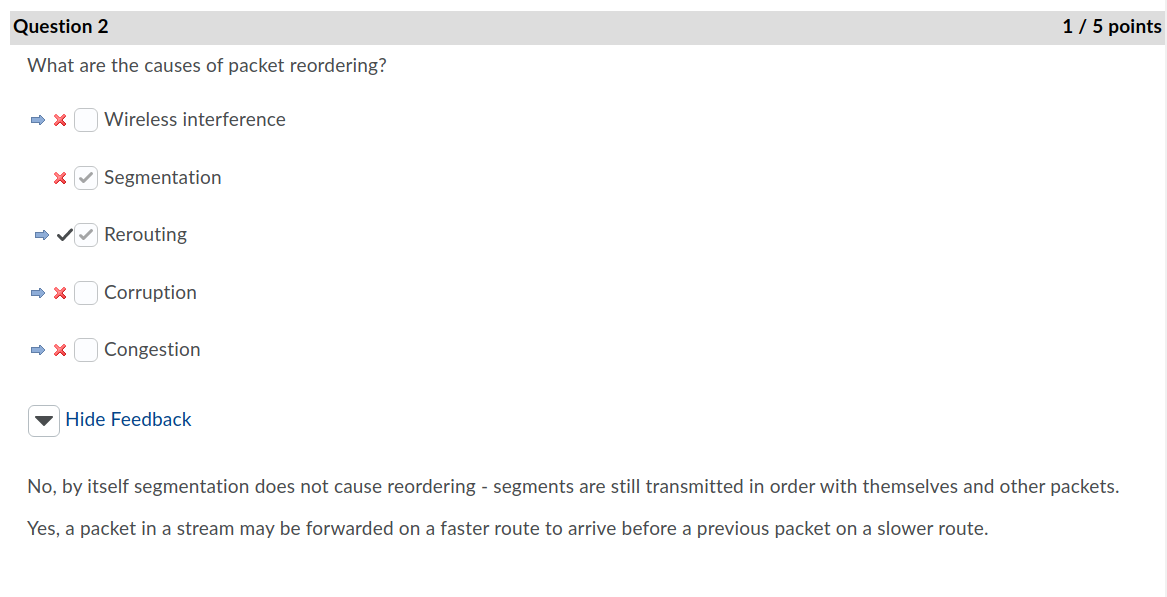 Question 2 1 / 5 points
What are the causes of packet reordering?
Wireless interference
Segmentation
Rerouting
Corruption
Congestion
Hide Feedback
No, by itself segmentation does not cause reordering - segments are still transmitted in order with themselves and other packets.
Yes, a packet in a stream may be forwarded on a faster route to arrive before a previous packet on a slower route.